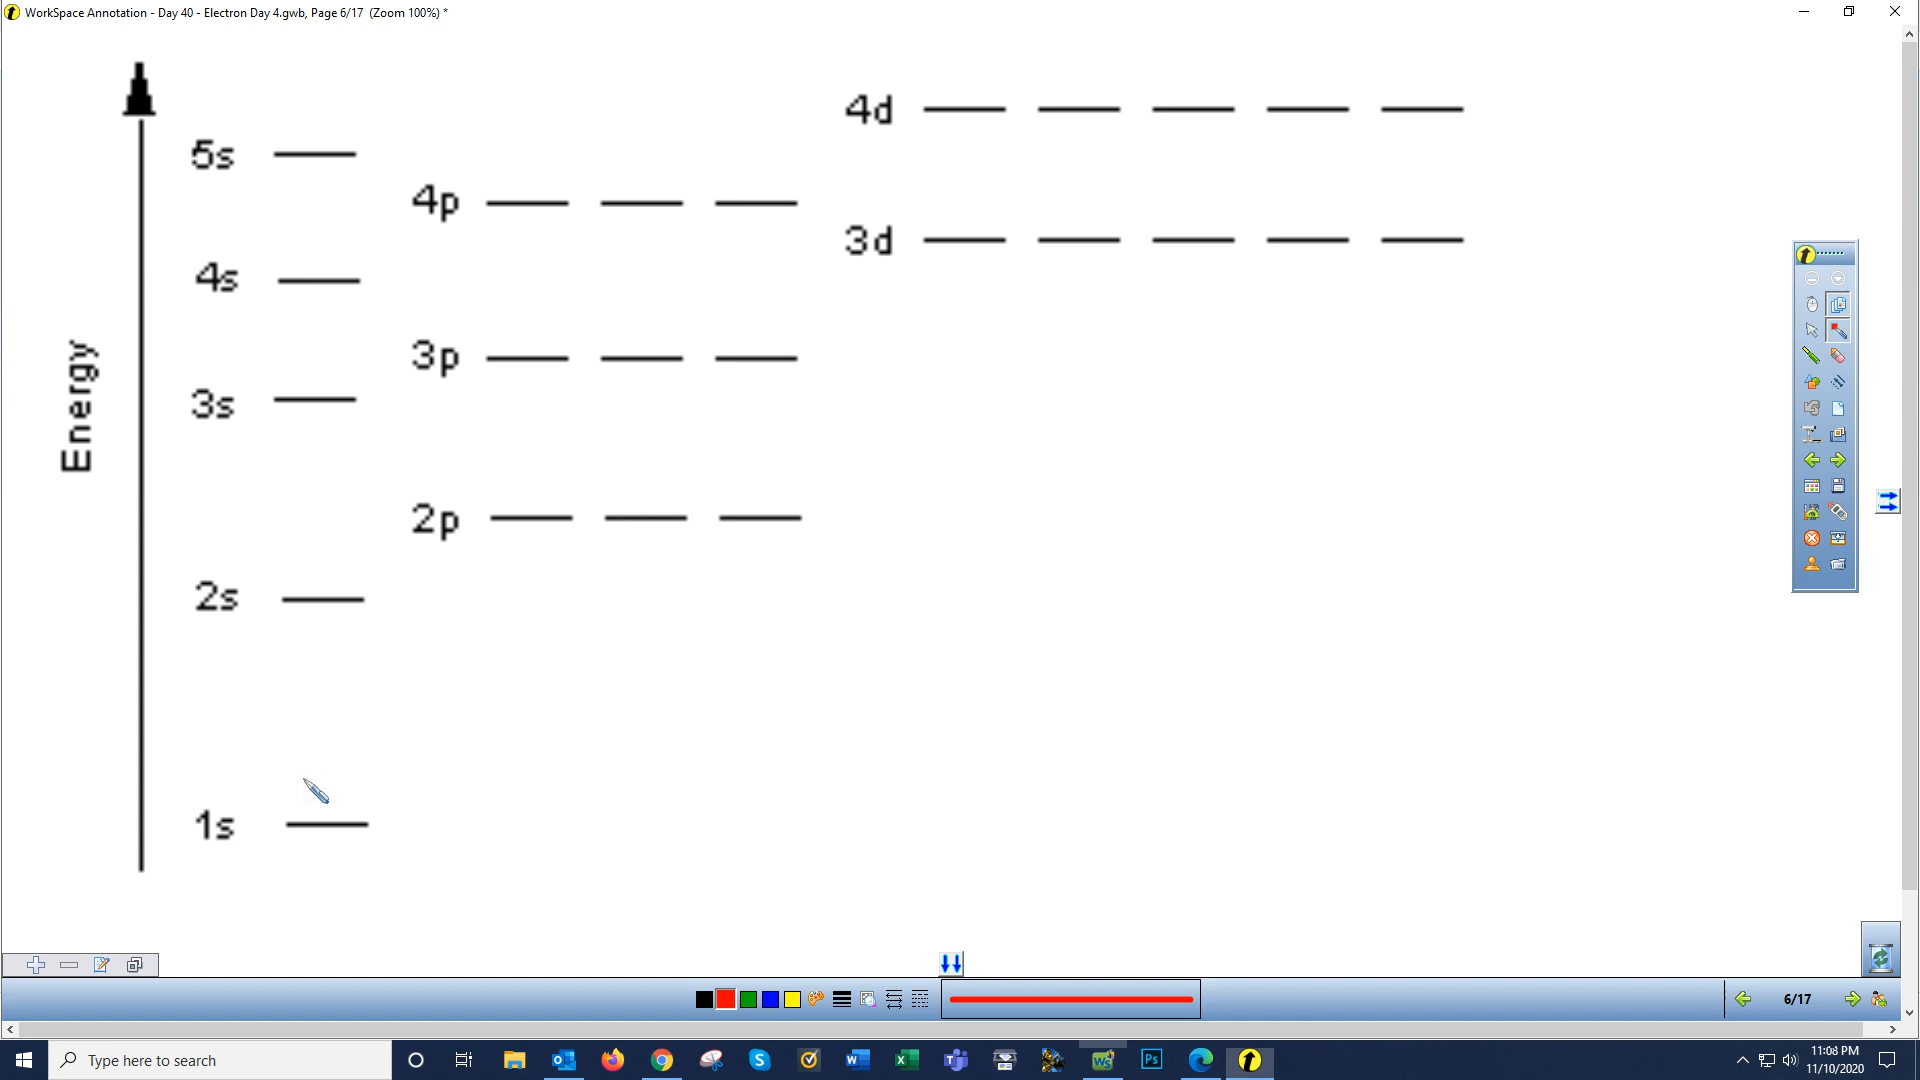 WorkSpace Annotation - Day 40 - Electron Day 4.gwb, Page 6/17 (Zoom 100%) *
4d
5s
4p
3d
4s
3p
3s
Energy
2p
2s
1s
6/17
Type here to search
11:08 PM
11/10/2020